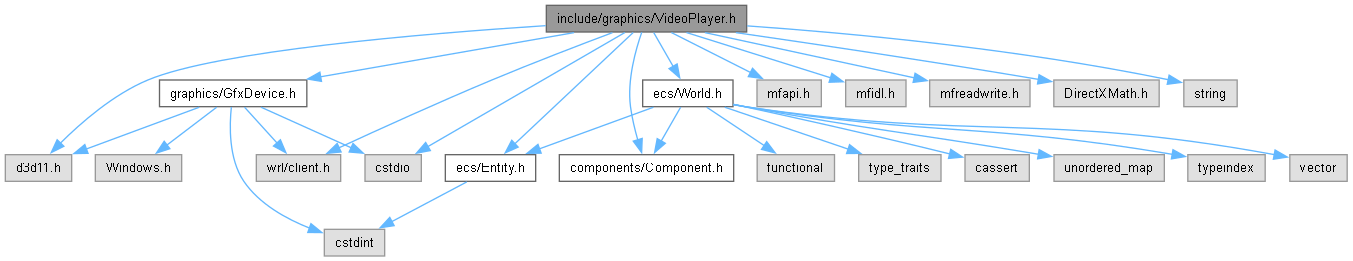 include/graphics/VideoPlayer.h
graphics/GfxDevice.h
ecs/World.h
mfapi.h
mfidl.h
mfreadwrite.h
DirectXMath.h
string
d3d11.h
Windows.h
wrl/client.h
cstdio
ecs/Entity.h
components/Component.h
functional
type_traits
cassert
unordered_map
typeindex
vector
cstdint